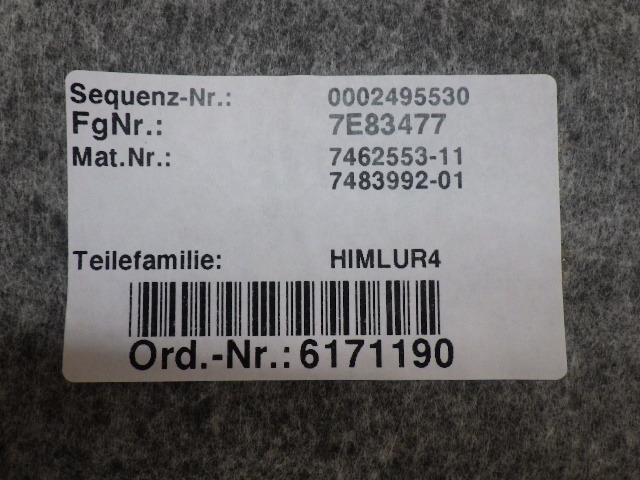 Sequenz-Nr.: 0002495530
FgNr.: 7E83477
Mat.Nr.: 7462553-11
7483992-01
Teilefamilie: HIMLUR4
Ord.-Nr.: 6171190